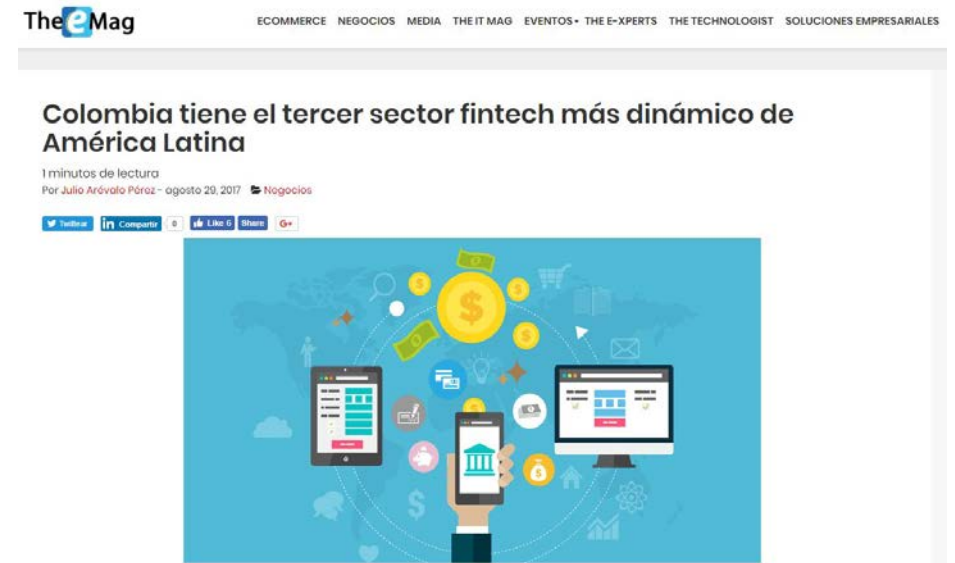 The eMag
ECOMMERCE NEGOCIOS MEDIA THE IT MAG EVENTOS THE E-XPERTS THE TECHNOLOGIST SOLUCIONES EMPRESARIALES
Colombia tiene el tercer sector fintech más dinámico de
América Latina
1 minutos de lectura
Por Julio Arévalo Pérez - agosto 29, 2017 Negocios
Twittear in Compartir 0 Like 6 Share G+